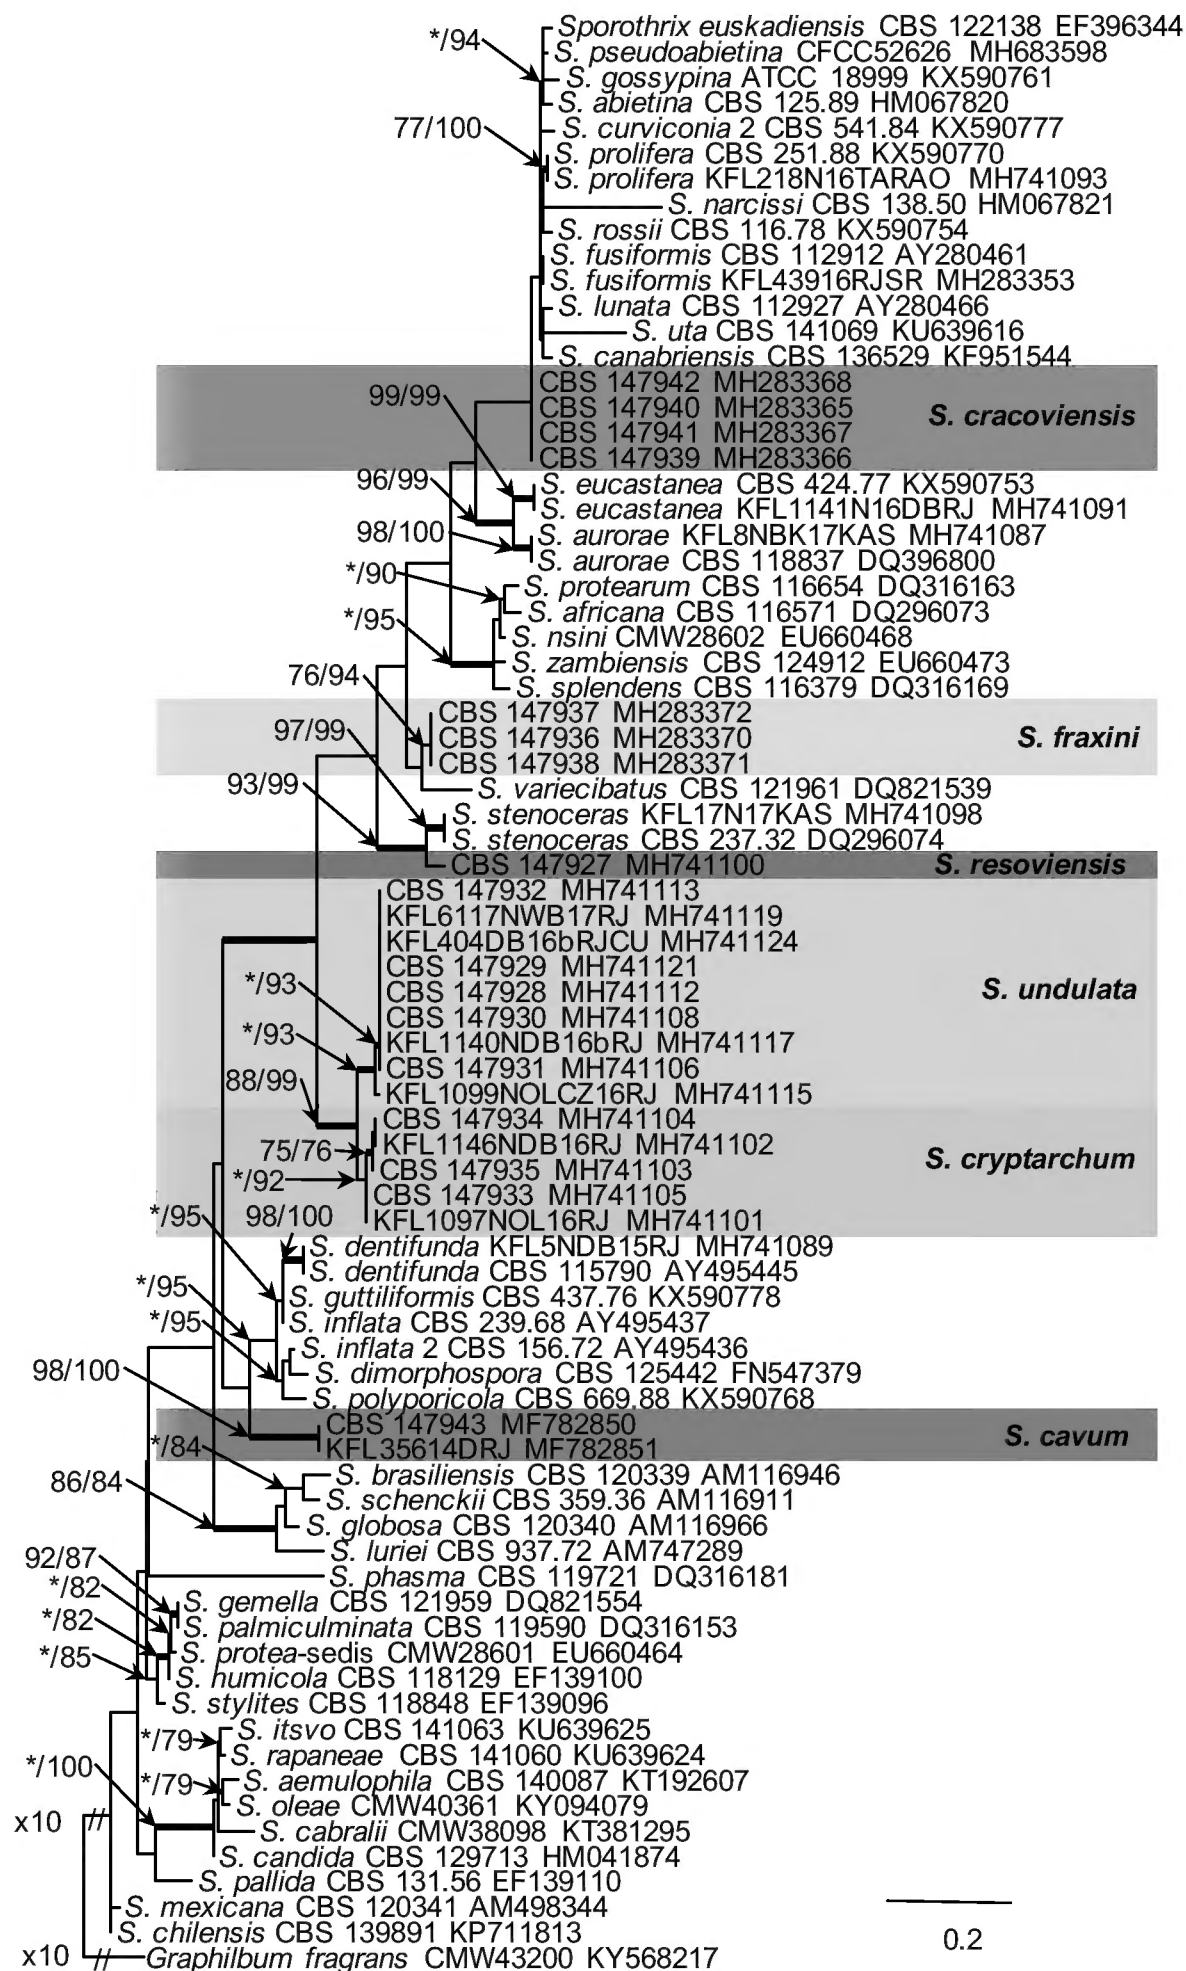 Sporothrix euskadiensis CBS 122138 EF396344
*/94
S. pseudoabietina CFCC52626 MH683598
S. gossypina ATCC 18999 KX590761
S. abietina CBS 125.89 HM067820
77/100
S. curviconia 2 CBS 541.84 KX590777
S. prolifera CBS 251.88 KX590770
S. prolifera KFL218N16TARAO MH741093
S. narcissi CBS 138.50 HM067821
S. rossii CBS 116.78 KX590754
S. fusiformis CBS 112912 AY280461
S. fusiformis KFL43916RJSR MH283353
S. lunata CBS 112927 AY280466
S. uta CBS 141069 KU639616
S. canabriensis CBS 136529 KF951544
CBS 147942 MH283368
99/99
CBS 147940 MH283365
S. cracoviensis
CBS 147941 MH283367
CBS 147939 MH283366
96/99
S. eucastanea CBS 424.77 KX590753
S. eucastanea KFL1141N16DBRJ MH741091
98/100
S. aurorae KFL8NBK17KAS MH741087
S. aurorae CBS 118837 DQ396800
*/90
S. protearum CBS 116654 DQ316163
S. africana CBS 116571 DQ296073
*/95
S. nsini CMW28602 EU660468
S. zambiensis CBS 124912 EU660473
76/94
S. splendens CBS 116379 DQ316169
CBS 147937 MH283372
97/99
CBS 147936 MH283370
S. fraxini
CBS 147938 MH283371
93/99
S. variecibatus CBS 121961 DQ821539
S. stenoceras KFL17N17KAS MH741098
S. stenoceras CBS 237.32 DQ296074
CBS 147927 MH741100
S. resoviensis
CBS 147932 MH741113
KFL6117NWB17RJ MH741119
KFL404DB16bRJCU MH741124
CBS 147929 MH741121
*/93
CBS 147928 MH741112
S. undulata
CBS 147930 MH741108
*/93
KFL1140NDB16bRJ MH741117
CBS 147931 MH741106
88/99
KFL1099NOLCZ16RJ MH741115
CBS 147934 MH741104
75/76
KFL1146NDB16RJ MH741102
S. cryptarchum
*/92
CBS 147935 MH741103
CBS 147933 MH741105
*/95
98/100
KFL1097NOL16RJ MH741101
S. dentifunda KFL5NDB15RJ MH741089
S. dentifunda CBS 115790 AY495445
*/95
S. guttiliformis CBS 437.76 KX590778
*/95
S. inflata CBS 239.68 AY495437
S. inflata 2 CBS 156.72 AY495436
98/100
S. dimorphospora CBS 125442 FN547379
S. polyporicola CBS 669.88 KX590768
CBS 147943 MF782850
S. cavum
*/84
KFL35614DRJ MF782851
86/84
S. brasiliensis CBS 120339 AM116946
S. schenckii CBS 359.36 AM116911
S. globosa CBS 120340 AM116966
S. luriei CBS 937.72 AM747289
92/87
S. phasma CBS 119721 DQ316181
*/82
S. gemella CBS 121959 DQ821554
*/82
S. palmiculminata CBS 119590 DQ316153
*/85
S. protea-sedis CMW28601 EU660464
S. humicola CBS 118129 EF139100
S. stylites CBS 118848 EF139096
*/79
S. itsvo CBS 141063 KU639625
S. rapaneae CBS 141060 KU639624
*/100
*/79
S. aemulophila CBS 140087 KT192607
S. oleae CMW40361 KY094079
x10 //
S. cabralii CMW38098 KT381295
S. candida CBS 129713 HM041874
S. pallida CBS 131.56 EF139110
S. mexicana CBS 120341 AM498344
S. chilensis CBS 139891 KP711813
0.2
x10 //
Graphilbum fragrans CMW43200 KY568217